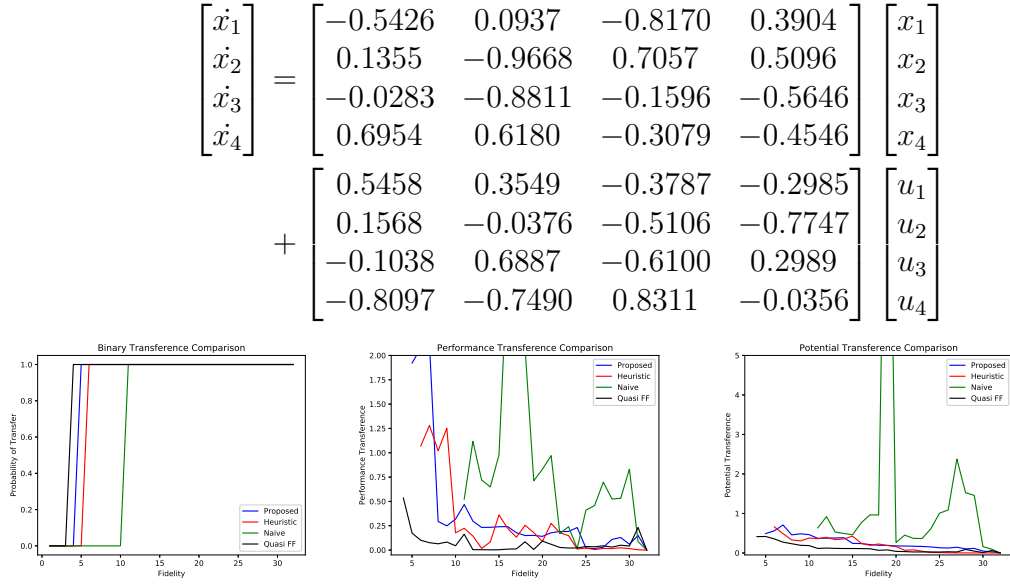 ẋ1 −0.5426 0.0937 −0.8170 0.3904 x1
ẋ2 0.1355 −0.9668 0.7057 0.5096 x2
ẋ3 = −0.0283 −0.8811 −0.1596 −0.5646 x3
ẋ4 0.6954 0.6180 −0.3079 −0.4546 x4
0.5458 0.3549 −0.3787 −0.2985 u1
0.1568 −0.0376 −0.5106 −0.7747 u2
+ −0.1038 0.6887 −0.6100 0.2989 u3
−0.8097 −0.7490 0.8311 −0.0356 u4
Binary Transference Comparison
Probability of Transfer
1.0
0.8
0.6
0.4
0.2
0.0
Proposed
Heuristic
Naive
Quasi FF
0 5 10 15 20 25 30
Fidelity
Performance Transference Comparison
Performance Transference
2.00
1.75
1.50
1.25
1.00
0.75
0.50
0.25
0.00
Proposed
Heuristic
Naive
Quasi FF
5 10 15 20 25 30
Fidelity
Potential Transference Comparison
Potential Transference
5
4
3
2
1
0
Proposed
Heuristic
Naive
Quasi FF
5 10 15 20 25 30
Fidelity